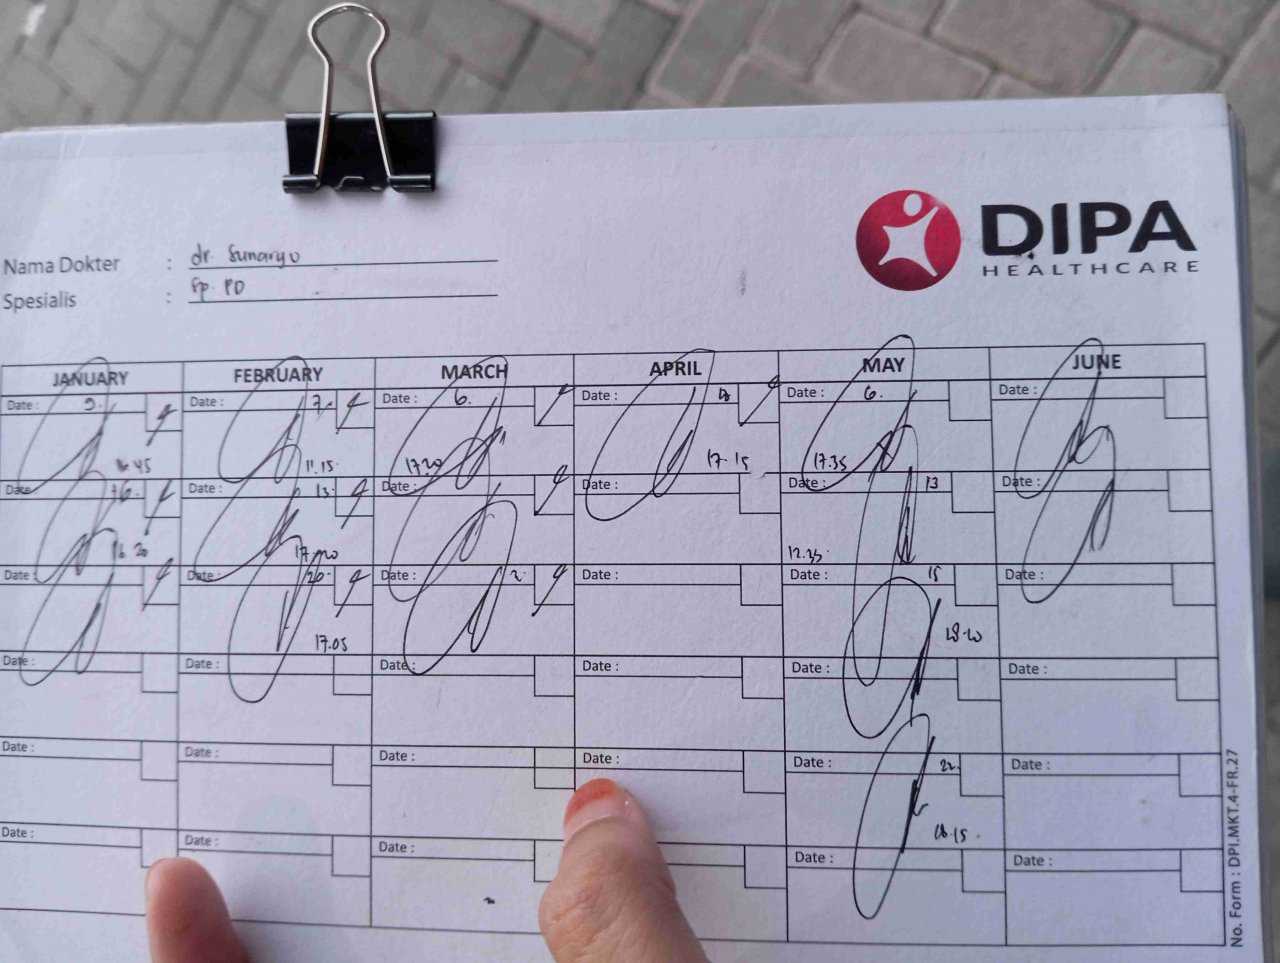 DIPA
HEALTHCARE
Nama Dokter : dr. Sunaryo
Spesialis : Sp. PD
JANUARY FEBRUARY MARCH APRIL MAY JUNE
Date : 9. Date : 7. Date : 6. Date : Date : 6. Date :
16.45 11.15 17.20 17.15 17.35
Date : 16. Date : 13. Date : Date : Date : 13 Date :
16.20 17.20 12.35
Date : Date : 20. Date : 2. Date : Date : 15 Date :
17.05 18.20
Date : Date : Date : Date : Date : Date :
Date : Date : Date : Date : Date : 22. Date :
18.15
Date : Date : Date : Date : Date :
No. Form : DPI.MKT.4-FR.27